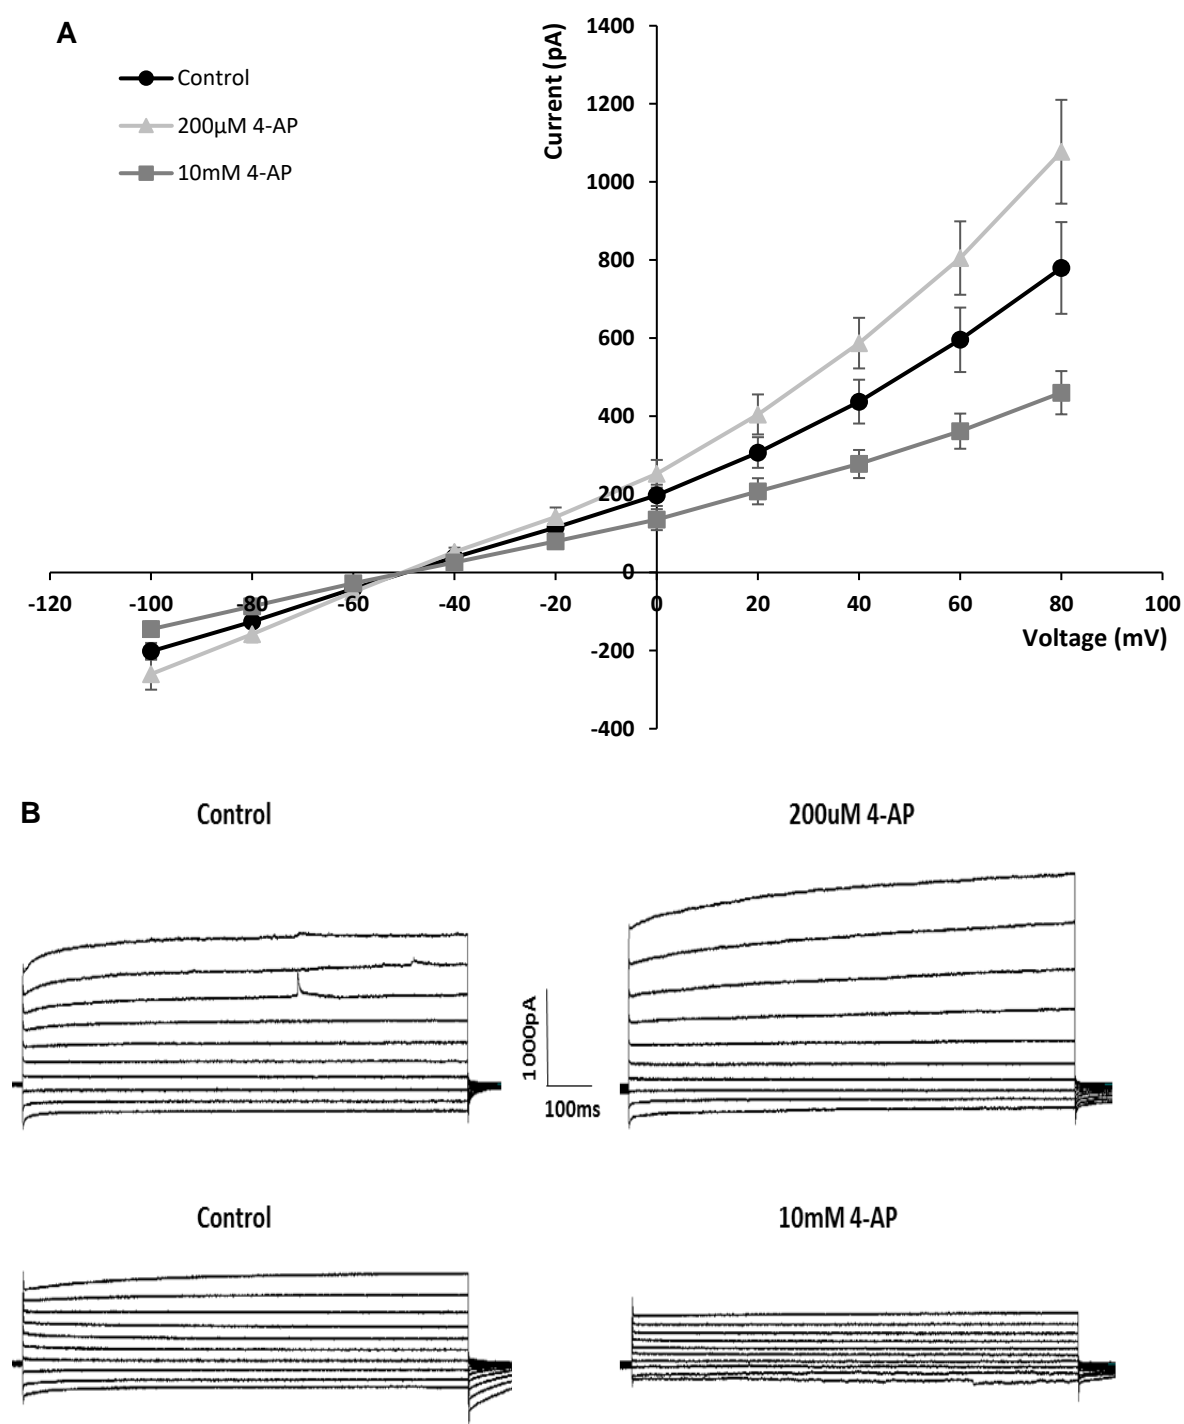 A
Control
200µM 4-AP
10mM 4-AP
Current (pA)
1400
1200
1000
800
600
400
200
0
-200
-400
-120 -100 -80 -60 -40 -20 0 20 40 60 80 100
Voltage (mV)
B
Control 200uM 4-AP
1000pA
100ms
Control 10mM 4-AP